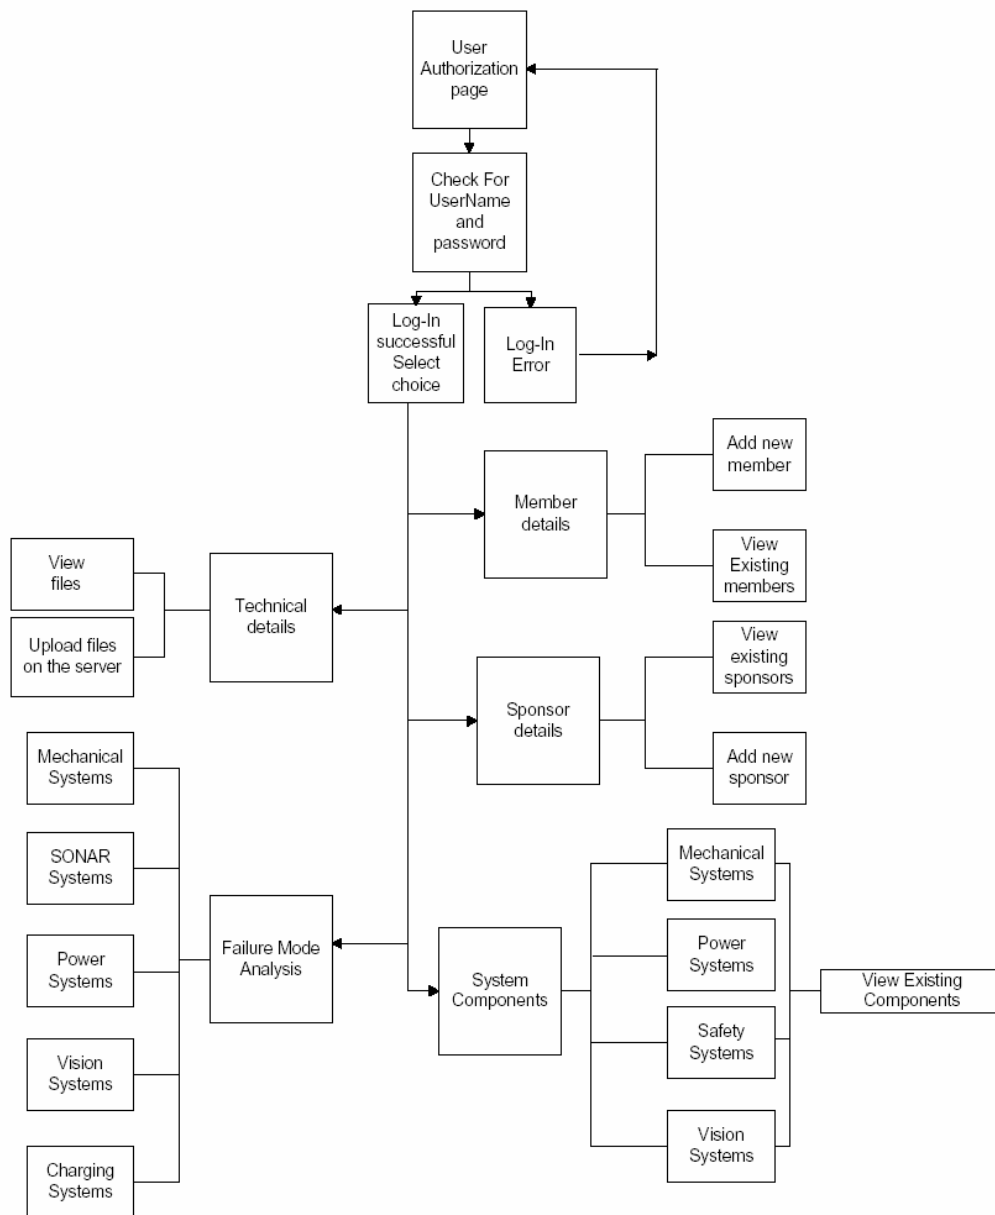 User
Authorization
page
Check For
UserName
and
password
Log-In
successful
Select
choice
Log-In
Error
Member
details
Add new
member
View
Existing
members
View
files
Upload files
on the server
Technical
details
Sponsor
details
View
existing
sponsors
Add new
sponsor
Mechanical
Systems
SONAR
Systems
Power
Systems
Vision
Systems
Charging
Systems
Failure Mode
Analysis
System
Components
Mechanical
Systems
Power
Systems
Safety
Systems
Vision
Systems
View Existing
Components